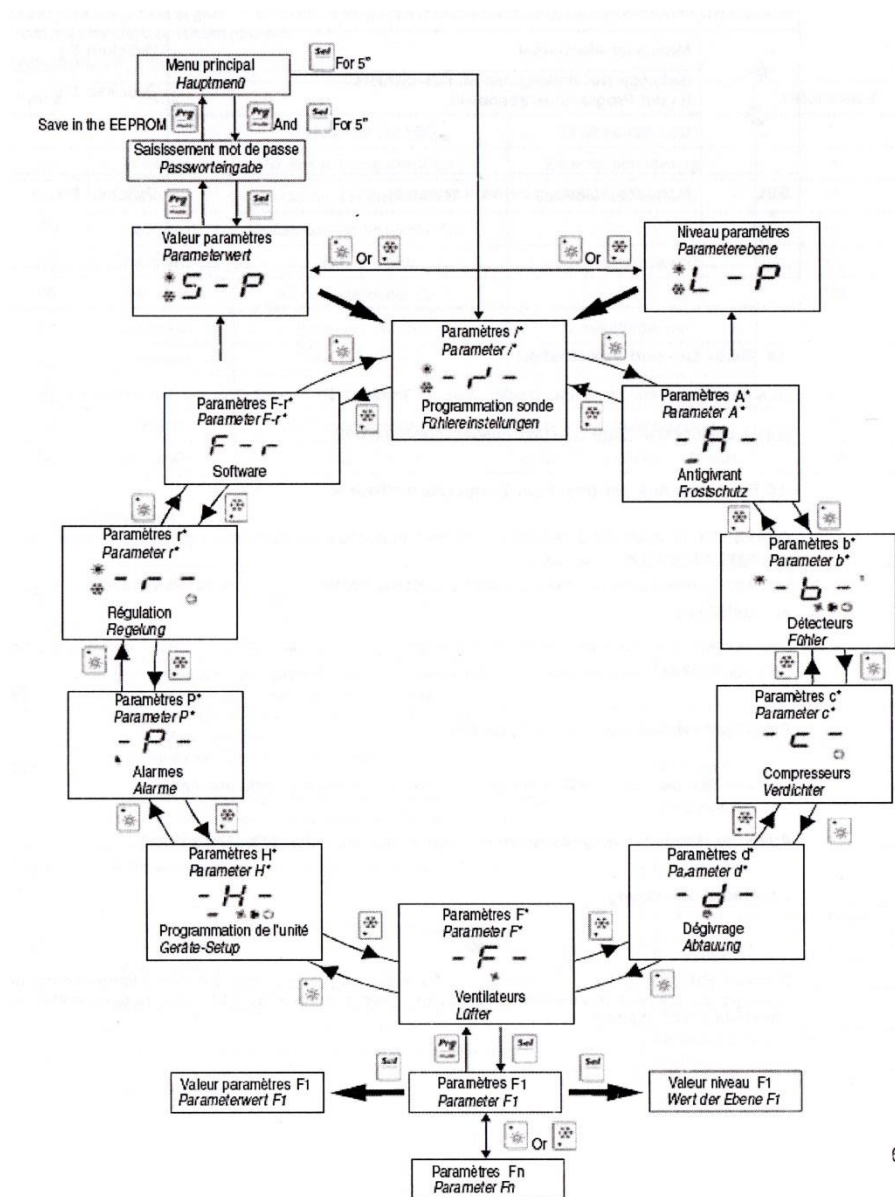 Sel For 5"
Menu principal
Hauptmenü
Save in the EEPROM Prg mute
Prg mute And Sel For 5"
Saisissement mot de passe
Passworteingabe
Prg mute Sel
Valeur paramètres
Parameterwert
S - P
Or
Or
Niveau paramètres
Parameterebene
L - P
Paramètres /*
Parameter /*
- / -
Programmation sonde
Fühlereinstellungen
Paramètres F-r*
Parameter F-r*
F - r
Software
Paramètres A*
Parameter A*
- A -
Antigivrant
Frostschutz
Paramètres r*
Parameter r*
- r -
Régulation
Regelung
Paramètres b*
Parameter b*
- b -
Détecteurs
Fühler
Paramètres P*
Parameter P*
- P -
Alarmes
Alarme
Paramètres c*
Parameter c*
- c -
Compresseurs
Verdichter
Paramètres H*
Parameter H*
- H -
Programmation de l'unité
Geräte-Setup
Paramètres F*
Parameter F*
- F -
Ventilateurs
Lüfter
Paramètres d*
Parameter d*
- d -
Dégivrage
Abtauung
Prg mute Sel
Valeur paramètres F1
Parameterwert F1
Sel
Paramètres F1
Parameter F1
Sel
Valeur niveau F1
Wert der Ebene F1
Or
Paramètres Fn
Parameter Fn
6